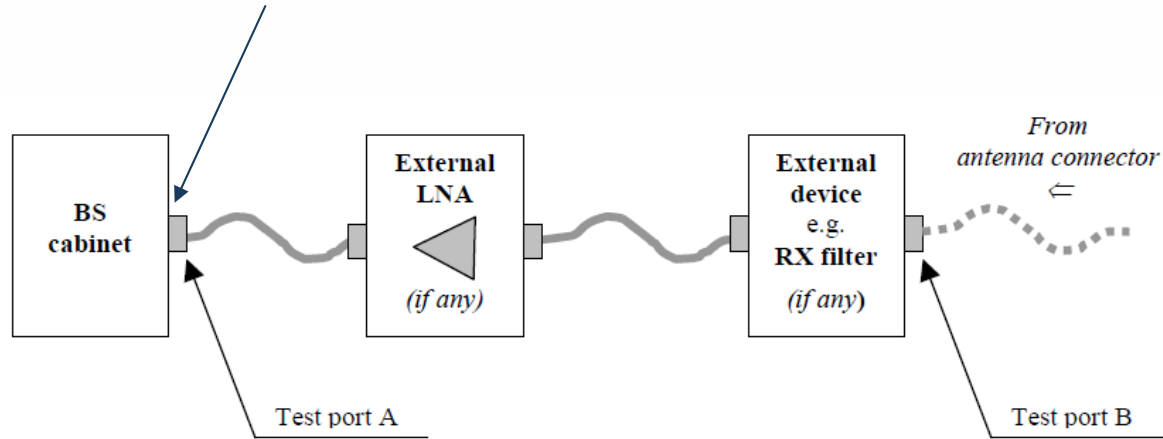 BS
cabinet
External
LNA
(if any)
External
device
e.g.
RX filter
(if any)
From
antenna connector
⇐
Test port A
Test port B